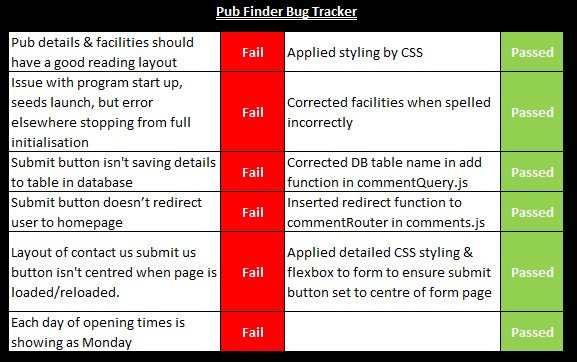 Pub Finder Bug Tracker
Pub details & facilities should
have a good reading layout
Fail
Applied styling by CSS
Passed
Issue with program start up,
seeds launch, but error
elsewhere stopping from full
initialisation
Fail
Corrected facilities when spelled
incorrectly
Passed
Submit button isn't saving details
to table in database
Fail
Corrected DB table name in add
function in commentQuery.js
Passed
Submit button doesn’t redirect
user to homepage
Fail
Inserted redirect function to
commentRouter in comments.js
Passed
Layout of contact us submit us
button isn't centred when page is
loaded/reloaded.
Fail
Applied detailed CSS styling &
flexbox to form to ensure submit
button set to centre of form page
Passed
Each day of opening times is
showing as Monday
Fail
Passed